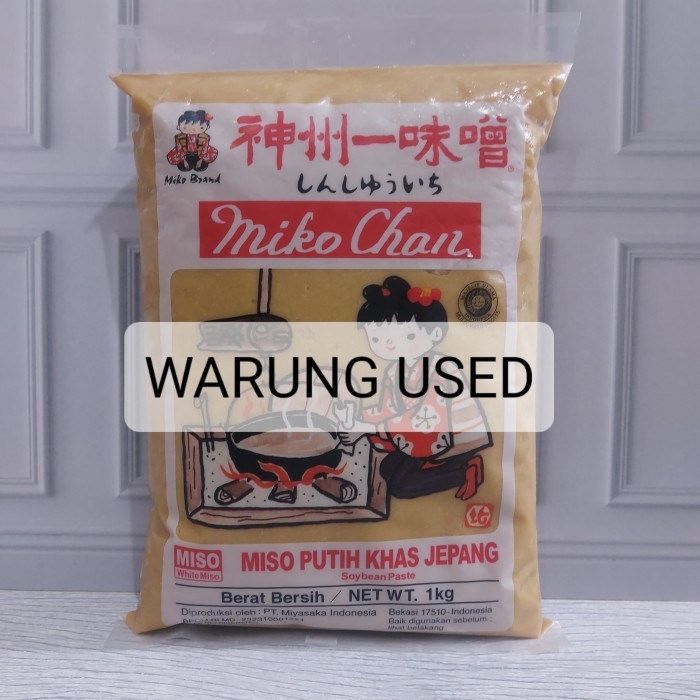 神州一味噌
Miko Brand
しんしゅういち
Miko Chan
WARUNG USED
MISO
White Miso
MISO PUTIH KHAS JEPANG
Soybean Paste
Berat Bersih / NET WT. 1kg
Diproduksi oleh : PT. Miyasaka Indonesia
Bekasi 17510-Indonesia
Baik digunakan sebelum :
lihat belakang